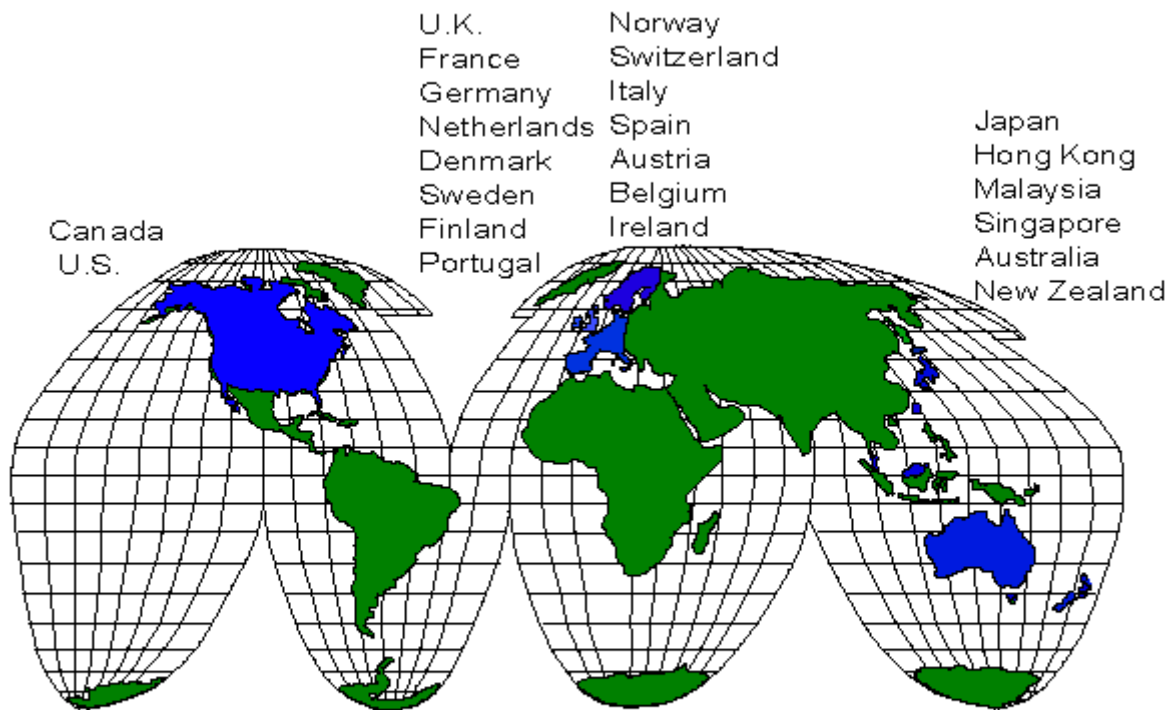 Canada
U.S.
U.K.
France
Germany
Netherlands
Denmark
Sweden
Finland
Portugal
Norway
Switzerland
Italy
Spain
Austria
Belgium
Ireland
Japan
Hong Kong
Malaysia
Singapore
Australia
New Zealand